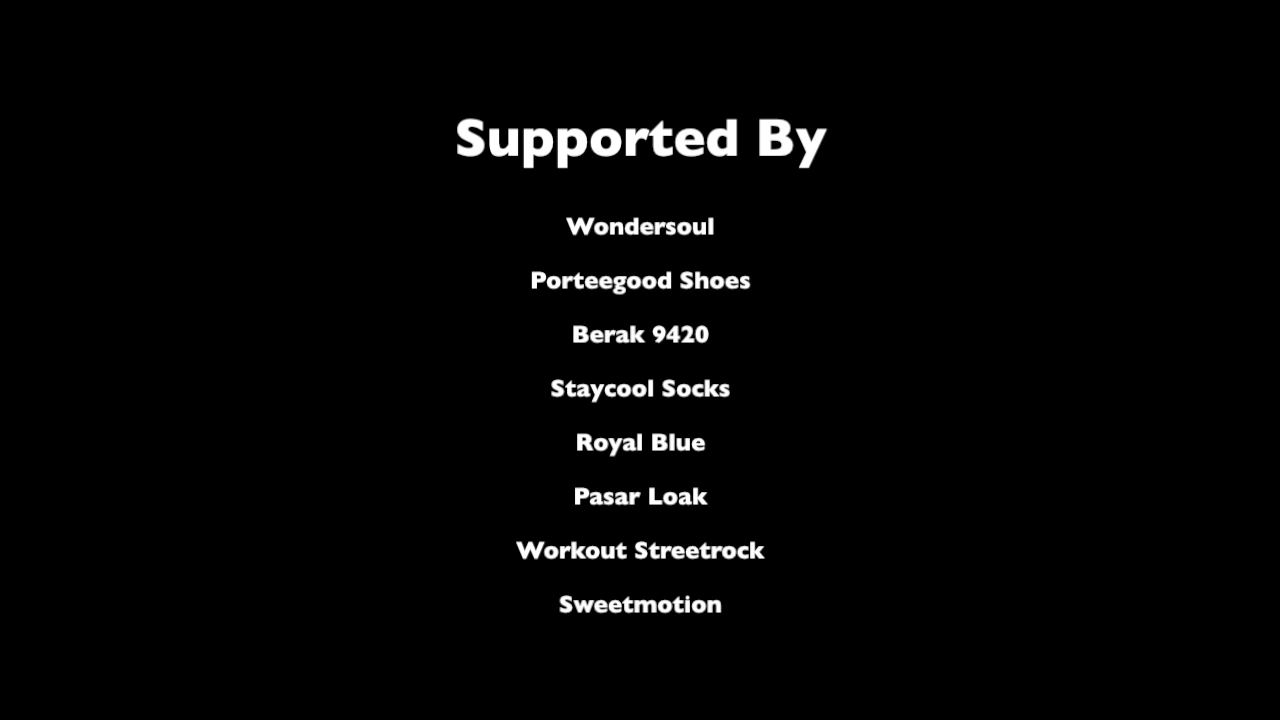 Supported By
Wondersoul
Porteegood Shoes
Berak 9420
Staycool Socks
Royal Blue
Pasar Loak
Workout Streetrock
Sweetmotion